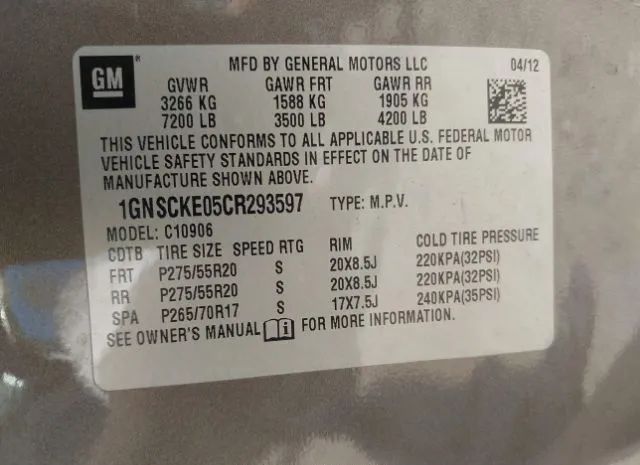 GM ®
MFD BY GENERAL MOTORS LLC 04/12
GVWR GAWR FRT GAWR RR
3266 KG 1588 KG 1905 KG
7200 LB 3500 LB 4200 LB
THIS VEHICLE CONFORMS TO ALL APPLICABLE U.S. FEDERAL MOTOR
VEHICLE SAFETY STANDARDS IN EFFECT ON THE DATE OF
MANUFACTURE SHOWN ABOVE.
1GNSCKE05CR293597 TYPE: M.P.V.
MODEL: C10906
CDTB TIRE SIZE SPEED RTG RIM COLD TIRE PRESSURE
FRT P275/55R20 S 20X8.5J 220KPA(32PSI)
RR P275/55R20 S 20X8.5J 220KPA(32PSI)
SPA P265/70R17 S 17X7.5J 240KPA(35PSI)
SEE OWNER'S MANUAL FOR MORE INFORMATION.